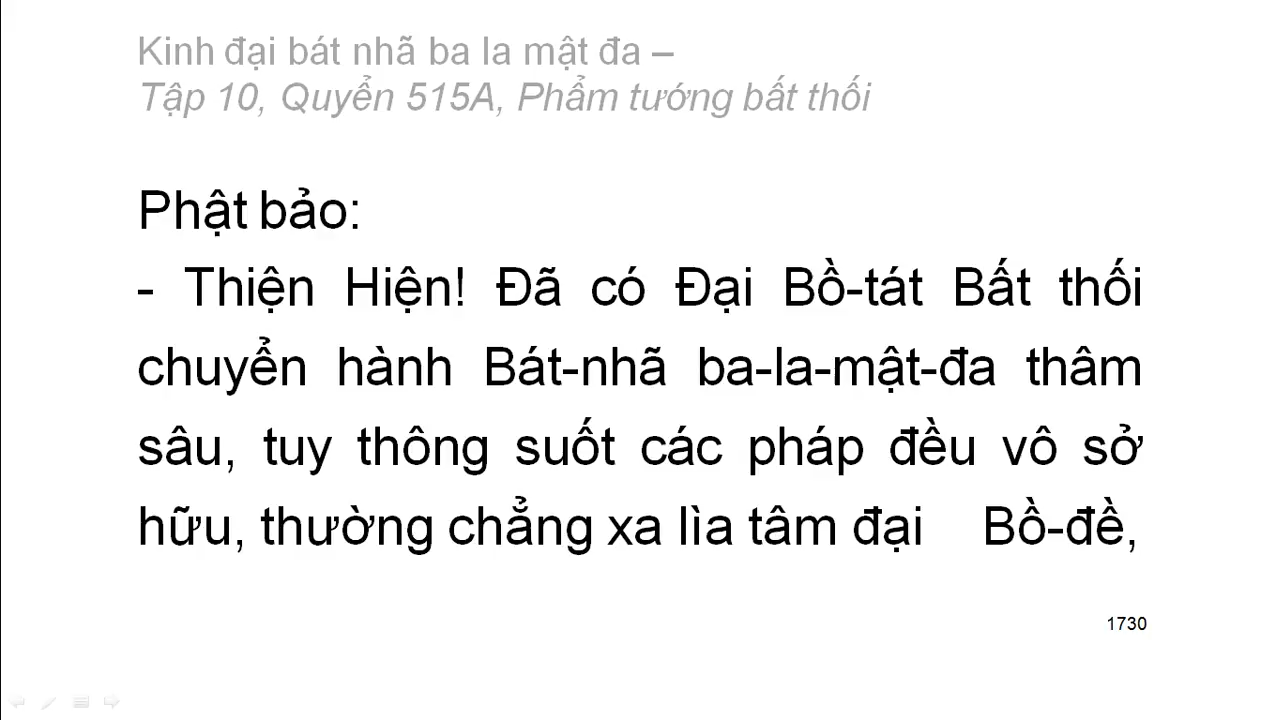 Kinh đại bát nhã ba la mật đa –
Tập 10, Quyển 515A, Phẩm tướng bất thối
Phật bảo:
- Thiện Hiện! Đã có Đại Bồ-tát Bất thối
chuyển hành Bát-nhã ba-la-mật-đa thâm
sâu, tuy thông suốt các pháp đều vô sở
hữu, thường chẳng xa lìa tâm đại Bồ-đề,
1730